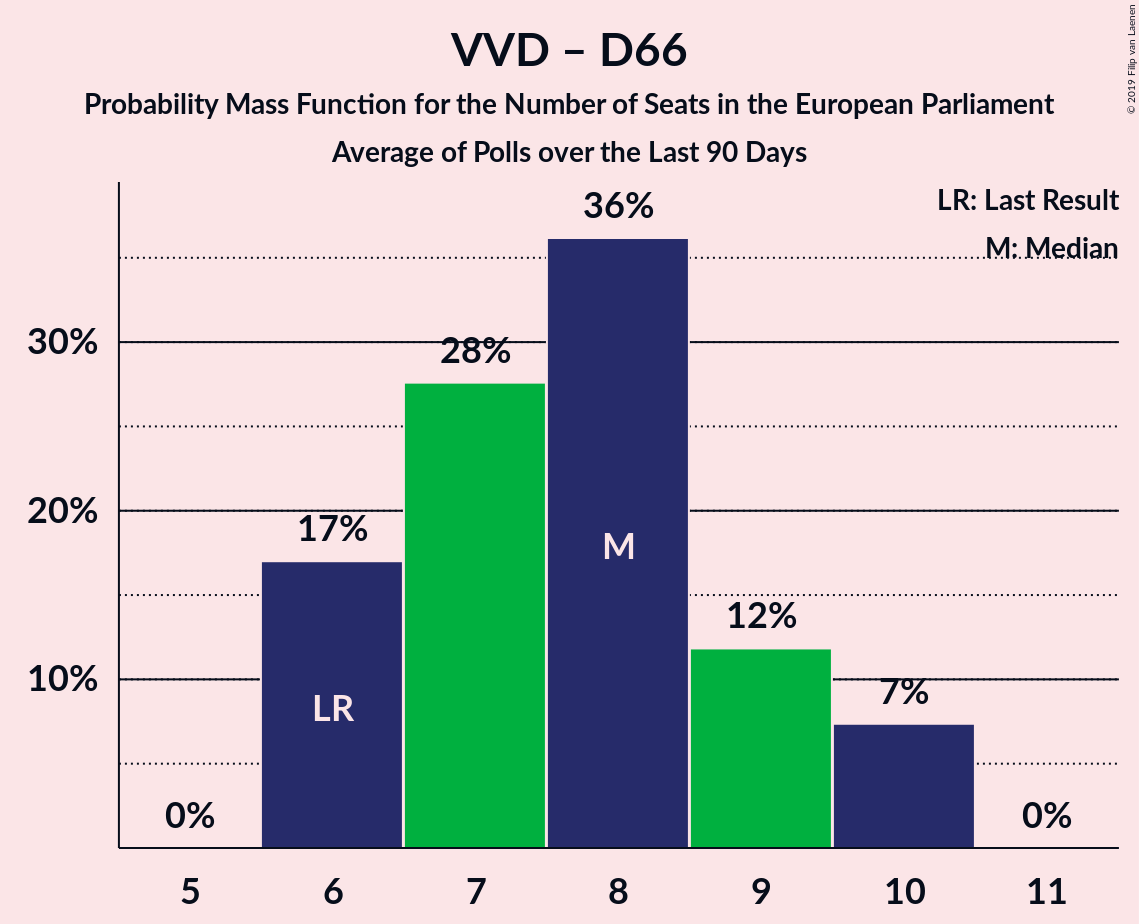 VVD – D66
Probability Mass Function for the Number of Seats in the European Parliament
Average of Polls over the Last 90 Days
© 2019 Filip van Laenen
LR: Last Result
M: Median
36%
30%
28%
20%
17%
M
12%
10%
7%
LR
0%
0%
5
6
7
8
9
10
11